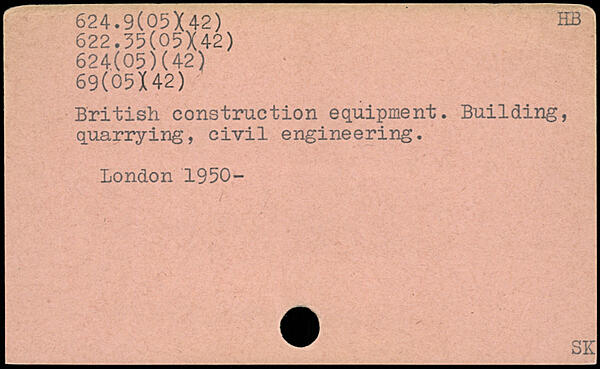 624.9(05)(42)
HB
622.35(05)(42)
624(05)(42)
69(05)(42)
British construction equipment. Building,
quarrying, civil engineering.
London 1950-
SK